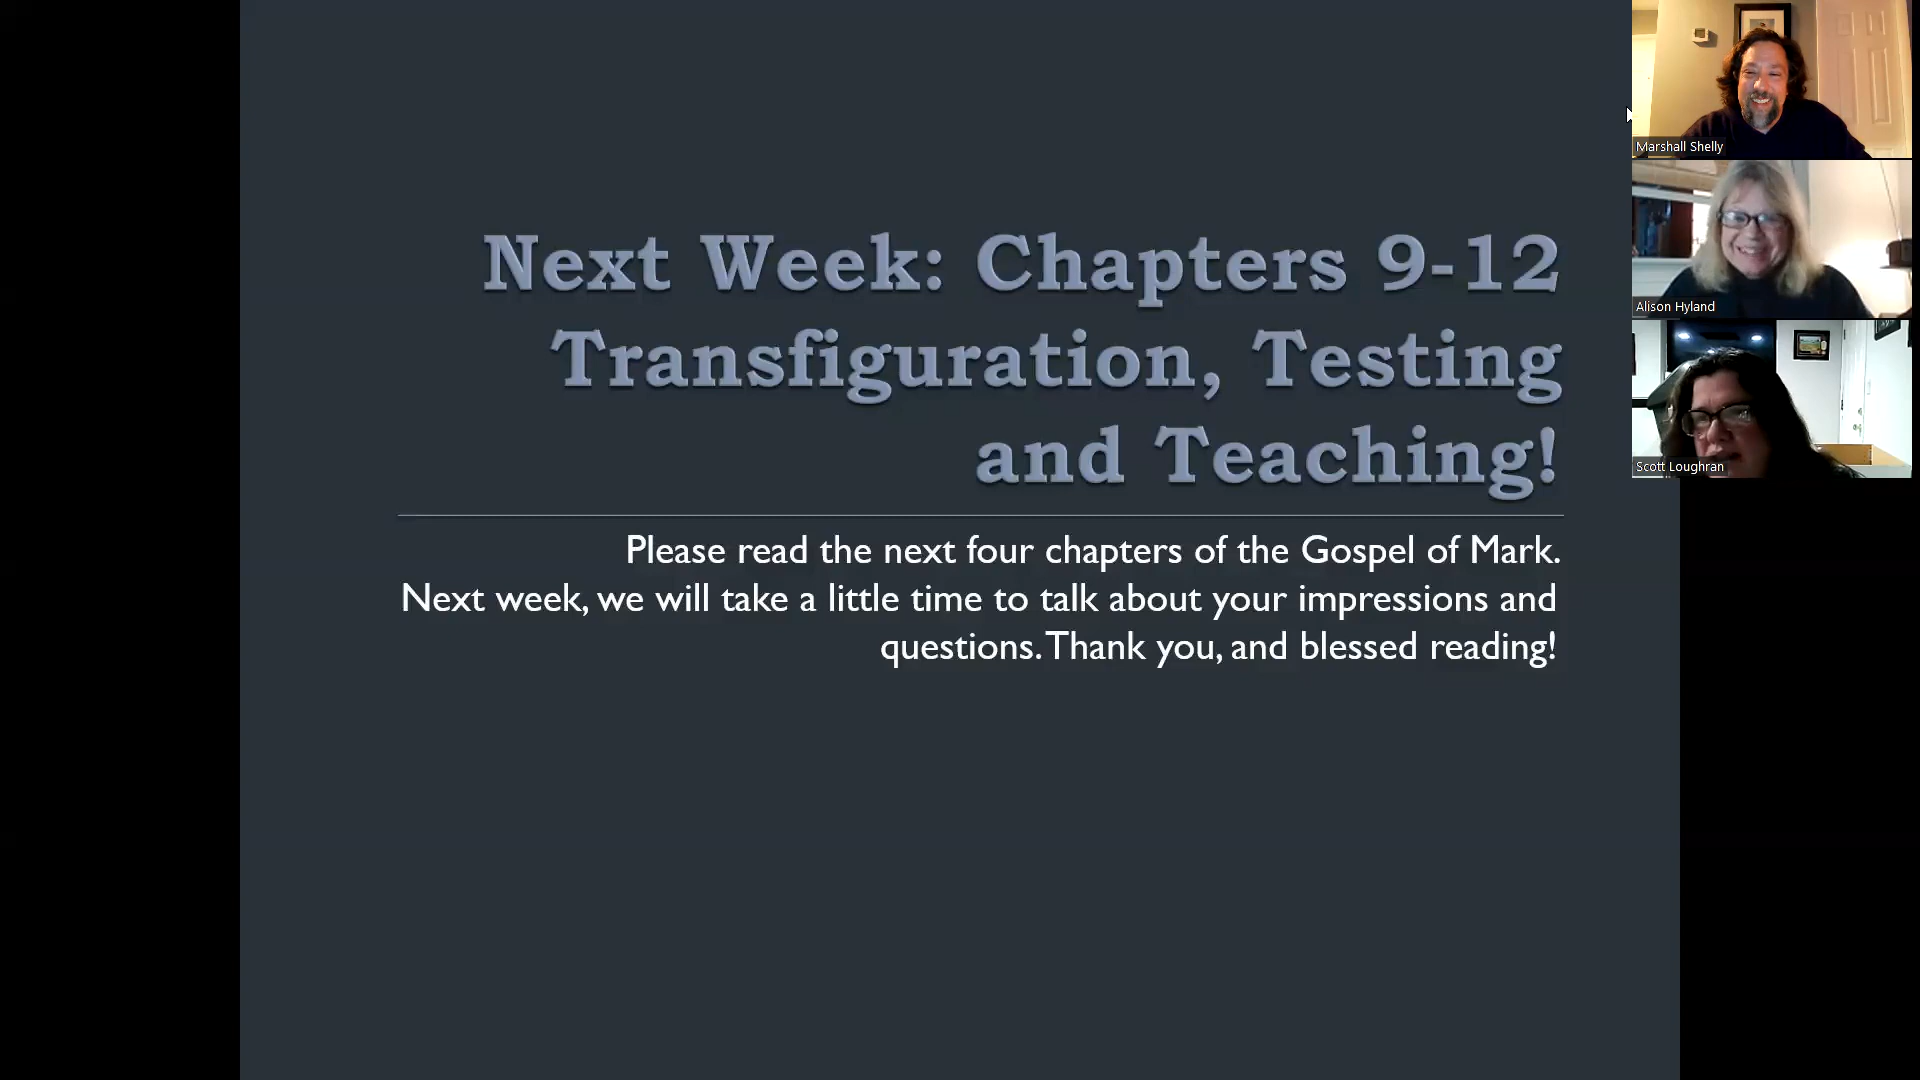 Next Week: Chapters 9-12
Transfiguration, Testing
and Teaching!
Please read the next four chapters of the Gospel of Mark.
Next week, we will take a little time to talk about your impressions and
questions. Thank you, and blessed reading!
Marshall Shelly
Alison Hyland
Scott Loughran